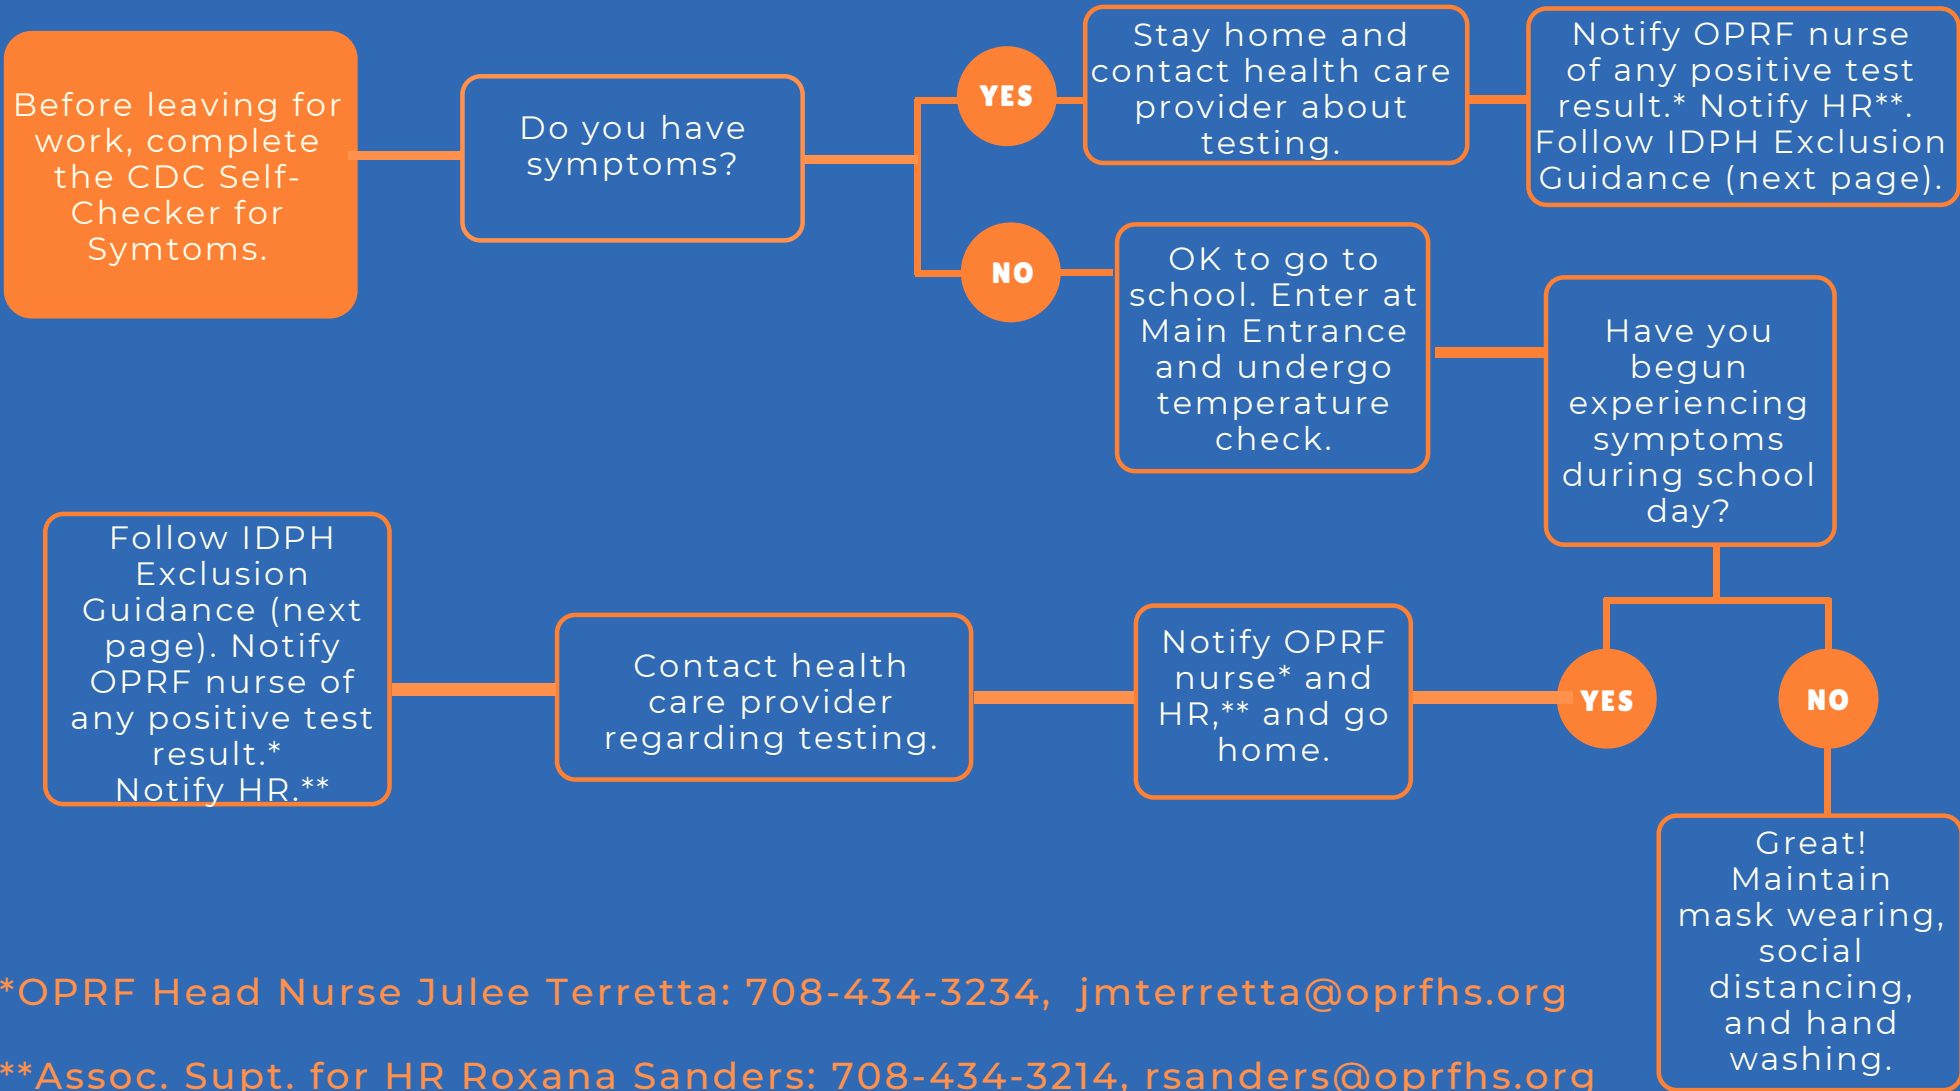 Before leaving for
work, complete
the CDC Self-
Checker for
Symtoms.
Do you have
symptoms?
YES
Stay home and
contact health care
provider about
testing.
Notify OPRF nurse
of any positive test
result.* Notify HR**.
Follow IDPH Exclusion
Guidance (next page).
NO
OK to go to
school. Enter at
Main Entrance
and undergo
temperature
check.
Have you
begun
experiencing
symptoms
during school
day?
YES
Notify OPRF
nurse* and
HR,** and go
home.
Contact health
care provider
regarding testing.
Follow IDPH
Exclusion
Guidance (next
page). Notify
OPRF nurse of
any positive test
result.*
Notify HR.**
NO
Great!
Maintain
mask wearing,
social
distancing,
and hand
washing.
*OPRF Head Nurse Julee Terretta: 708-434-3234, jmterretta@oprfhs.org
**Assoc. Supt. for HR Roxana Sanders: 708-434-3214, rsanders@oprfhs.org